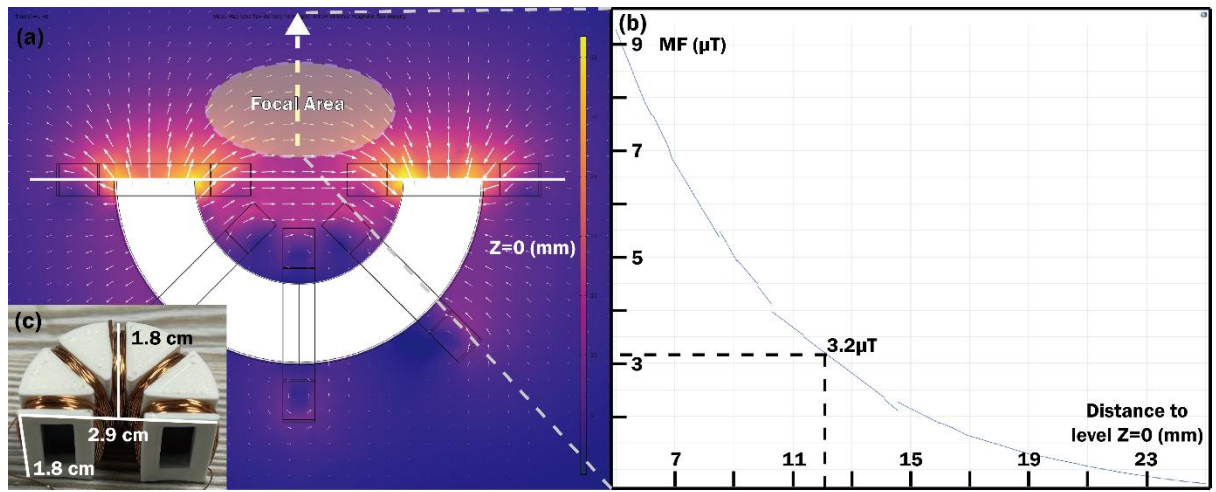 (a)
Focal Area
Z=0 (mm)
(b)
MF (µT)
9
7
5
3
3.2µT
Distance to
level Z=0 (mm)
7
11
15
19
23
(c)
1.8 cm
2.9 cm
1.8 cm